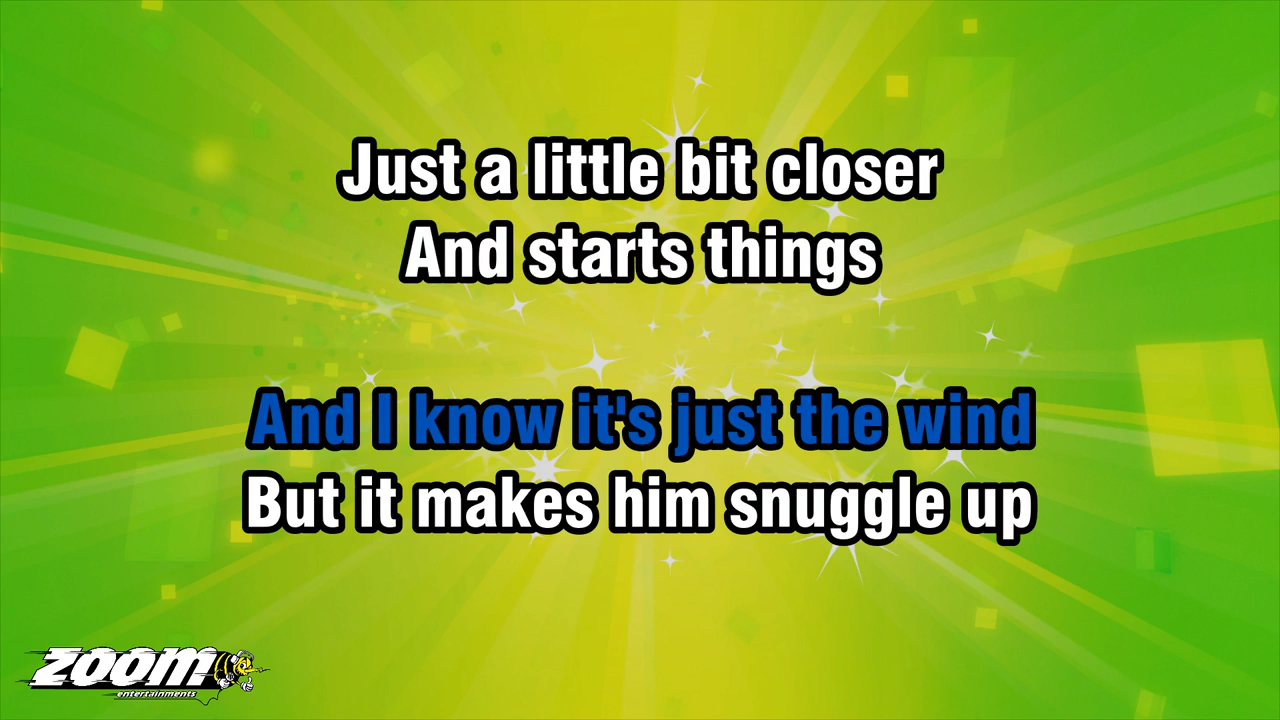 Just a little bit closer
And starts things
And I know it's just the wind
But it makes him snuggle up
zoom
entertainments